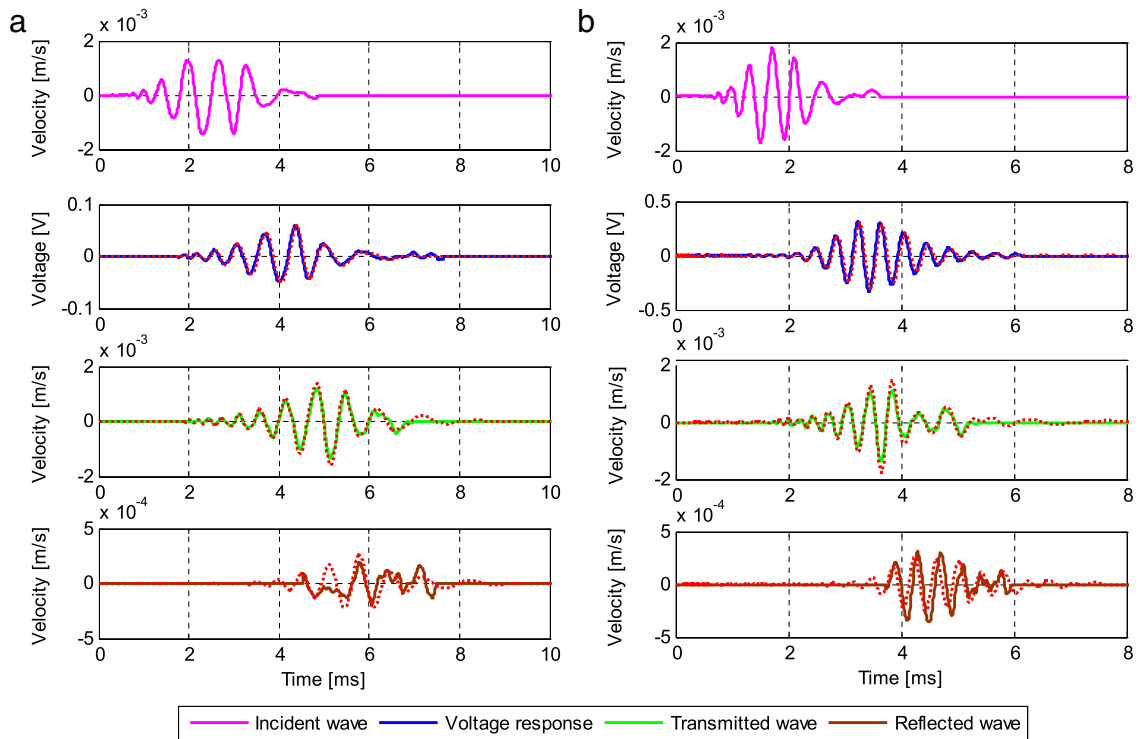 a
x 10⁻³
Velocity [m/s]
2
0
-2
0 2 4 6 8 10
Voltage [V]
0.1
0
-0.1
0 2 4 6 8 10
x 10⁻³
Velocity [m/s]
2
0
-2
0 2 4 6 8 10
x 10⁻⁴
Velocity [m/s]
5
0
-5
0 2 4 6 8 10
Time [ms]
b
x 10⁻³
Velocity [m/s]
2
0
-2
0 2 4 6 8
Voltage [V]
0.5
0
-0.5
0 2 4 6 8
x 10⁻³
Velocity [m/s]
2
0
-2
0 2 4 6 8
x 10⁻⁴
Velocity [m/s]
5
0
-5
0 2 4 6 8
Time [ms]
Incident wave Voltage response Transmitted wave Reflected wave